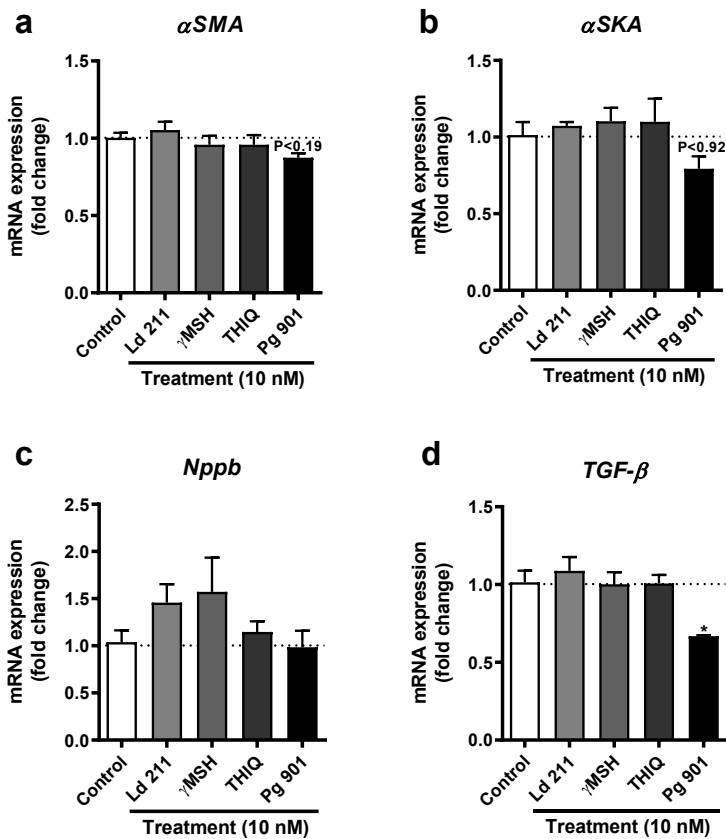 a
αSMA
mRNA expression
(fold change)
1.5
1.0
0.5
0.0
P<0.19
Control
Ld 211
γMSH
THIQ
Pg 901
Treatment (10 nM)
b
αSKA
mRNA expression
(fold change)
1.5
1.0
0.5
0.0
P<0.92
Control
Ld 211
γMSH
THIQ
Pg 901
Treatment (10 nM)
c
Nppb
mRNA expression
(fold change)
2.5
2.0
1.5
1.0
0.5
0.0
Control
Ld 211
γMSH
THIQ
Pg 901
Treatment (10 nM)
d
TGF-β
mRNA expression
(fold change)
1.5
1.0
0.5
0.0
*
Control
Ld 211
γMSH
THIQ
Pg 901
Treatment (10 nM)